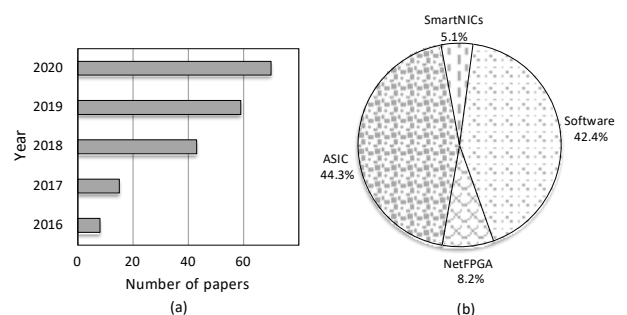 2020
2019
2018
2017
2016
Year
0 20 40 60
Number of papers
(a)
SmartNICs
5.1%
Software
42.4%
ASIC
44.3%
NetFPGA
8.2%
(b)